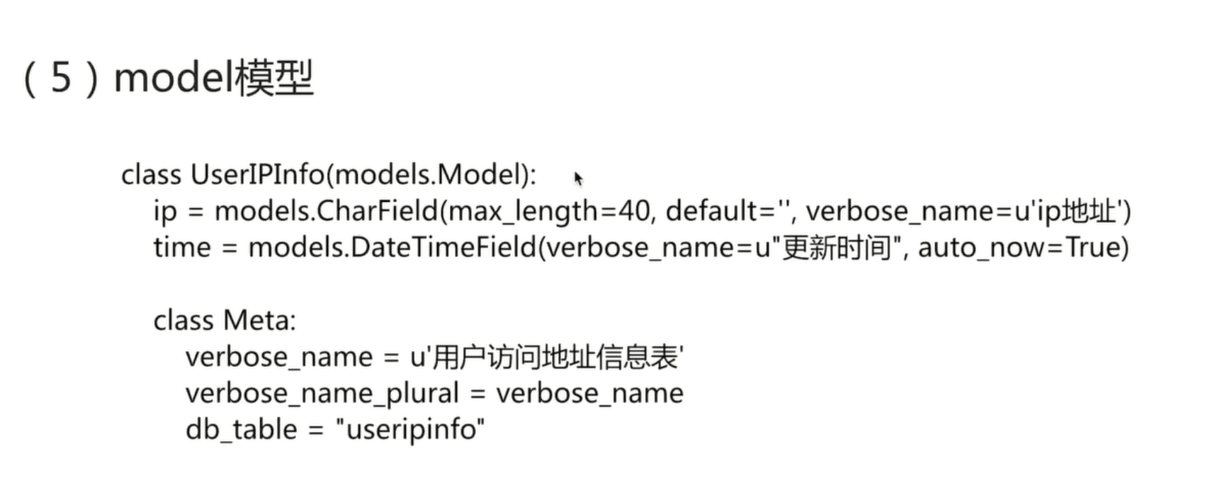 （5）model模型
class UserIPInfo(models.Model):
ip = models.CharField(max_length=40, default='', verbose_name=u'ip地址')
time = models.DateTimeField(verbose_name=u"更新时间", auto_now=True)
class Meta:
verbose_name = u'用户访问地址信息表'
verbose_name_plural = verbose_name
db_table = "useripinfo"